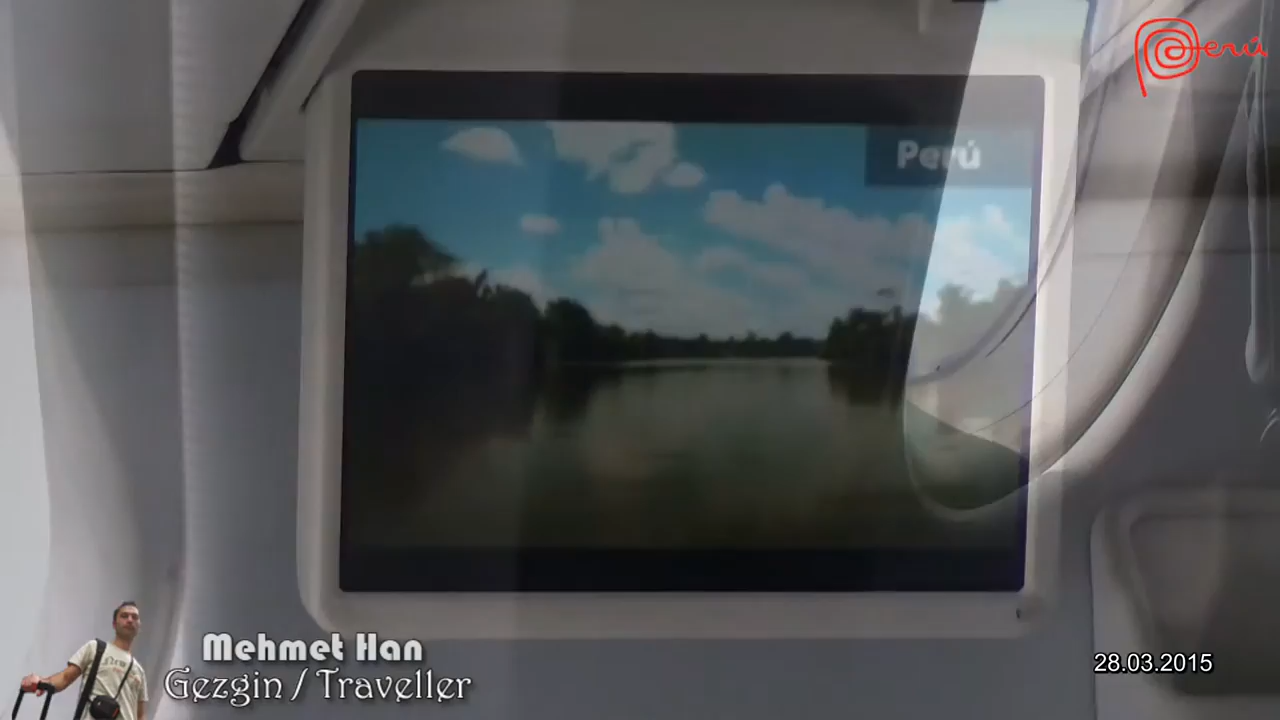 Perú
Perú
Mehmet Han
Gezgin / Traveller
28.03.2015